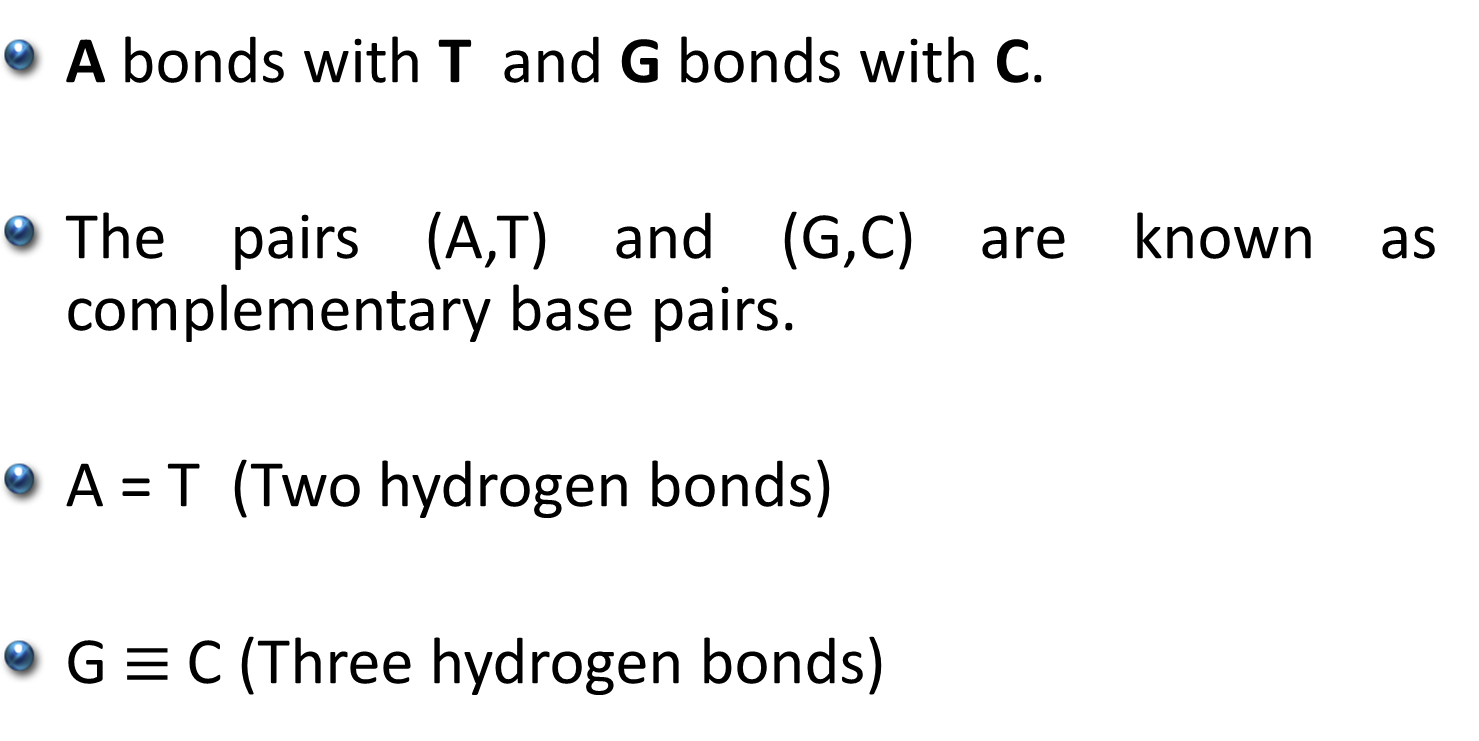 A bonds with T and G bonds with C.
The pairs (A,T) and (G,C) are known as
complementary base pairs.
A = T (Two hydrogen bonds)
G ≡ C (Three hydrogen bonds)